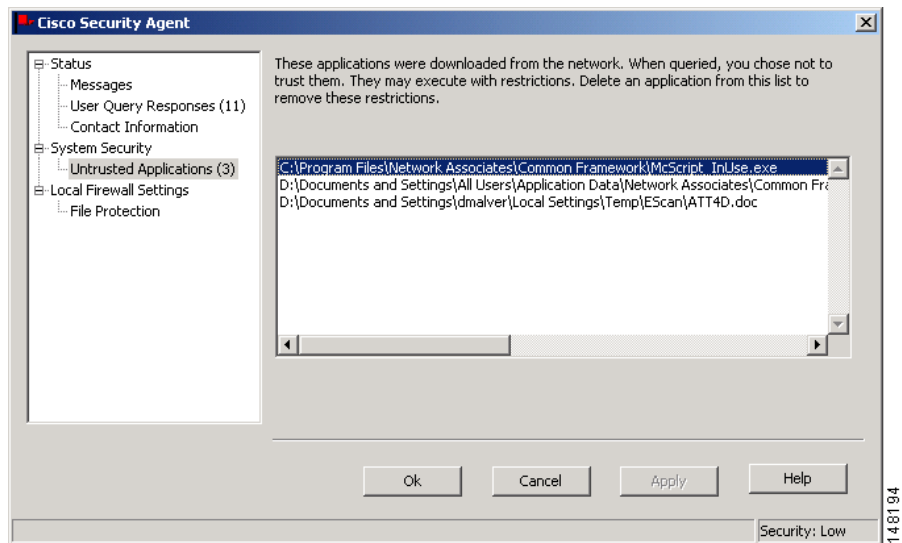 Cisco Security Agent
Status
Messages
User Query Responses (11)
Contact Information
System Security
Untrusted Applications (3)
Local Firewall Settings
File Protection
These applications were downloaded from the network. When queried, you chose not to
trust them. They may execute with restrictions. Delete an application from this list to
remove these restrictions.
C:\Program Files\Network Associates\Common Framework\McScript_InUse.exe
D:\Documents and Settings\All Users\Application Data\Network Associates\Common Fra
D:\Documents and Settings\dmalver\Local Settings\Temp\EScan\ATT4D.doc
Ok
Cancel
Apply
Help
Security: Low
148194